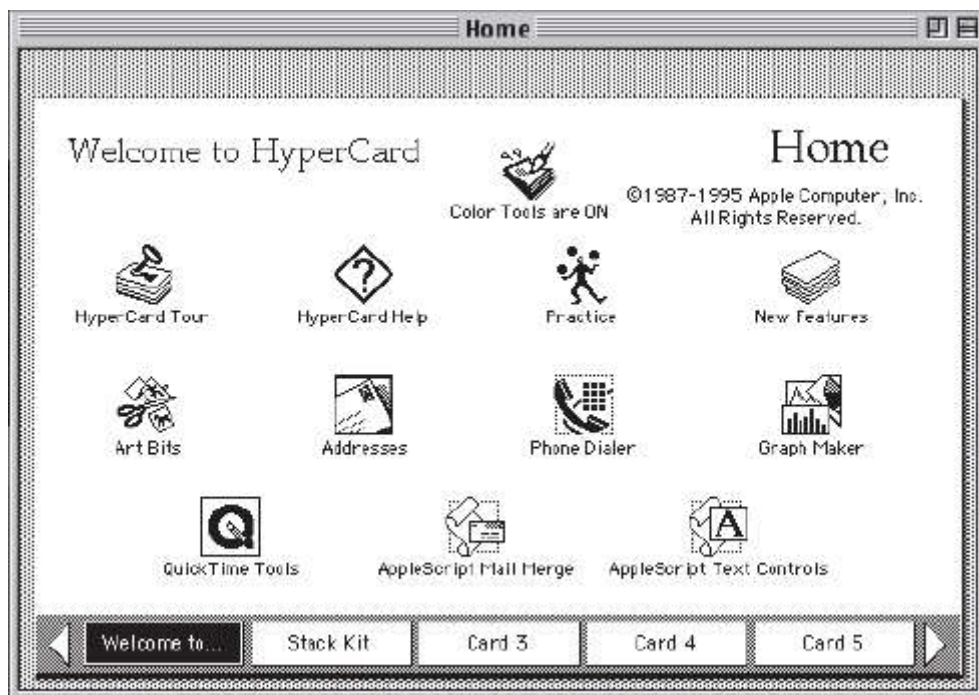 Home
Welcome to HyperCard
Home
Color Tools are ON
©1987-1995 Apple Computer, Inc.
All Rights Reserved.
HyperCard Tour
HyperCard Help
Practice
New Features
Art Bits
Addresses
Phone Dialer
Graph Maker
QuickTime Tools
AppleScript Mail Merge
AppleScript Text Controls
Welcome to...
Stack Kit
Card 3
Card 4
Card 5